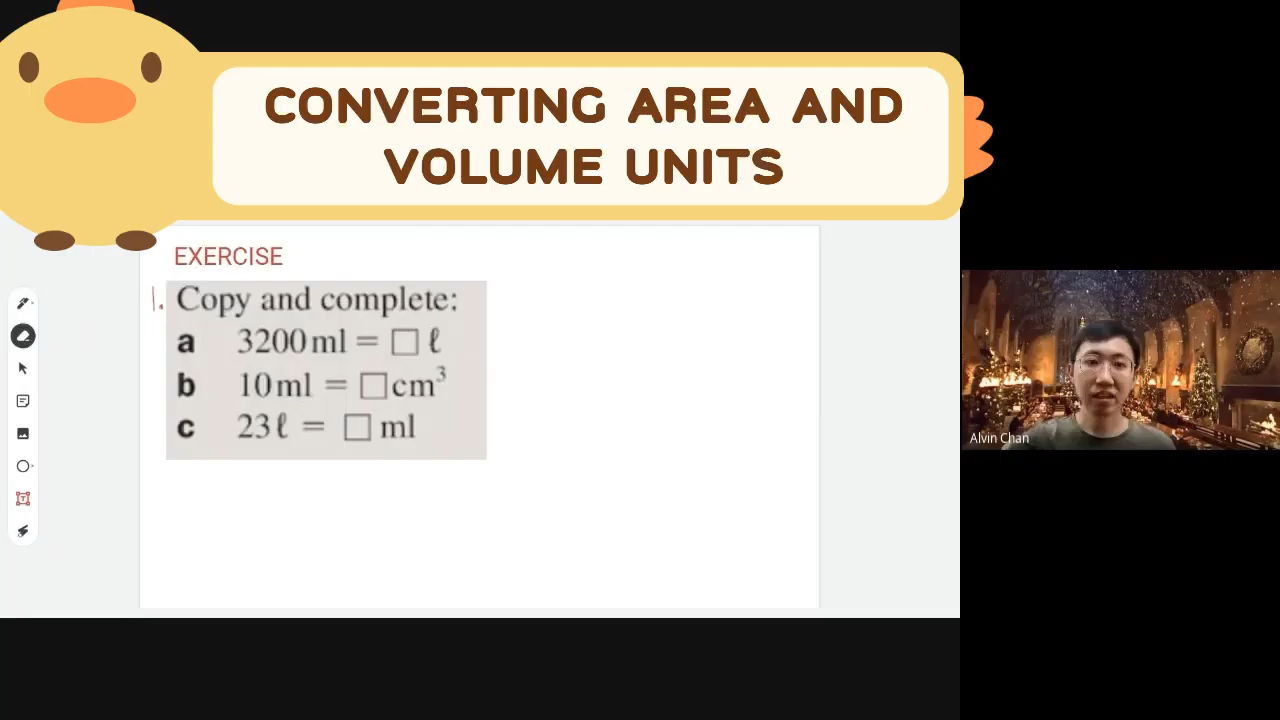 CONVERTING AREA AND
VOLUME UNITS
EXERCISE
1. Copy and complete:
a 3200 ml = □ ℓ
b 10 ml = □ cm³
c 23 ℓ = □ ml
Alvin Chan